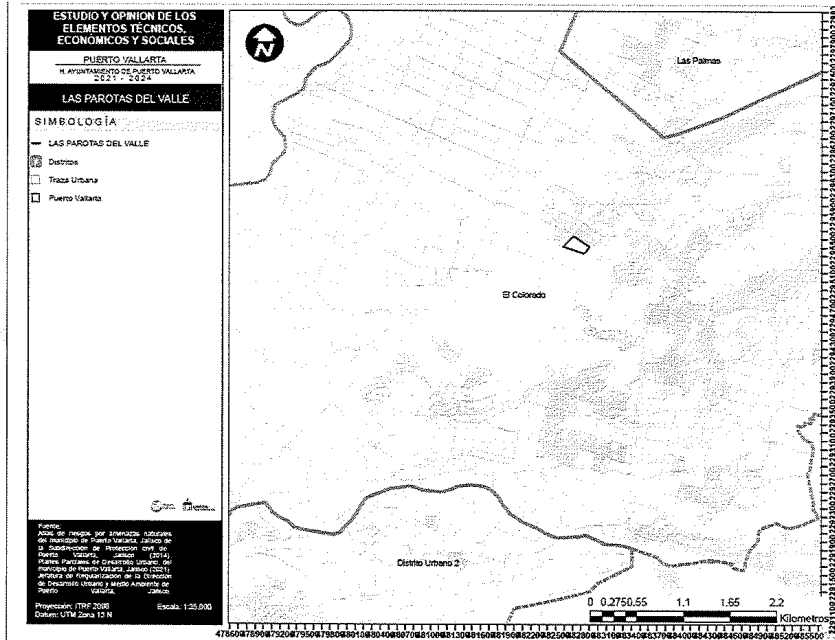 ESTUDIO Y OPINION DE LOS
ELEMENTOS TÉCNICOS,
ECONÓMICOS Y SOCIALES
PUERTO VALLARTA
H. AYUNTAMIENTO DE PUERTO VALLARTA
2021 - 2024
LAS PAROTAS DEL VALLE
SIMBOLOGÍA
LAS PAROTAS DEL VALLE
Distritos
Traza Urbana
Puerto Vallarta
Fuente:
Atlas de riesgos por amenazas naturales
del municipio de Puerto Vallarta, Jalisco de
la Subdirección de Protección civil de
Puerto Vallarta, Jalisco (2014).
Planes Parciales de Desarrollo Urbano, del
municipio de Puerto Vallarta, Jalisco (2021).
Jefatura de Regularización de la Dirección
de Desarrollo Urbano y Medio Ambiente de
Puerto Vallarta, Jalisco.
Proyección: ITRF 2008 Escala: 1:35,000
Datum: UTM Zona 13 N
N
Las Palmas
El Colorado
Distrito Urbano 2
0 0.275 0.55 1.1 1.65 2.2
Kilometros